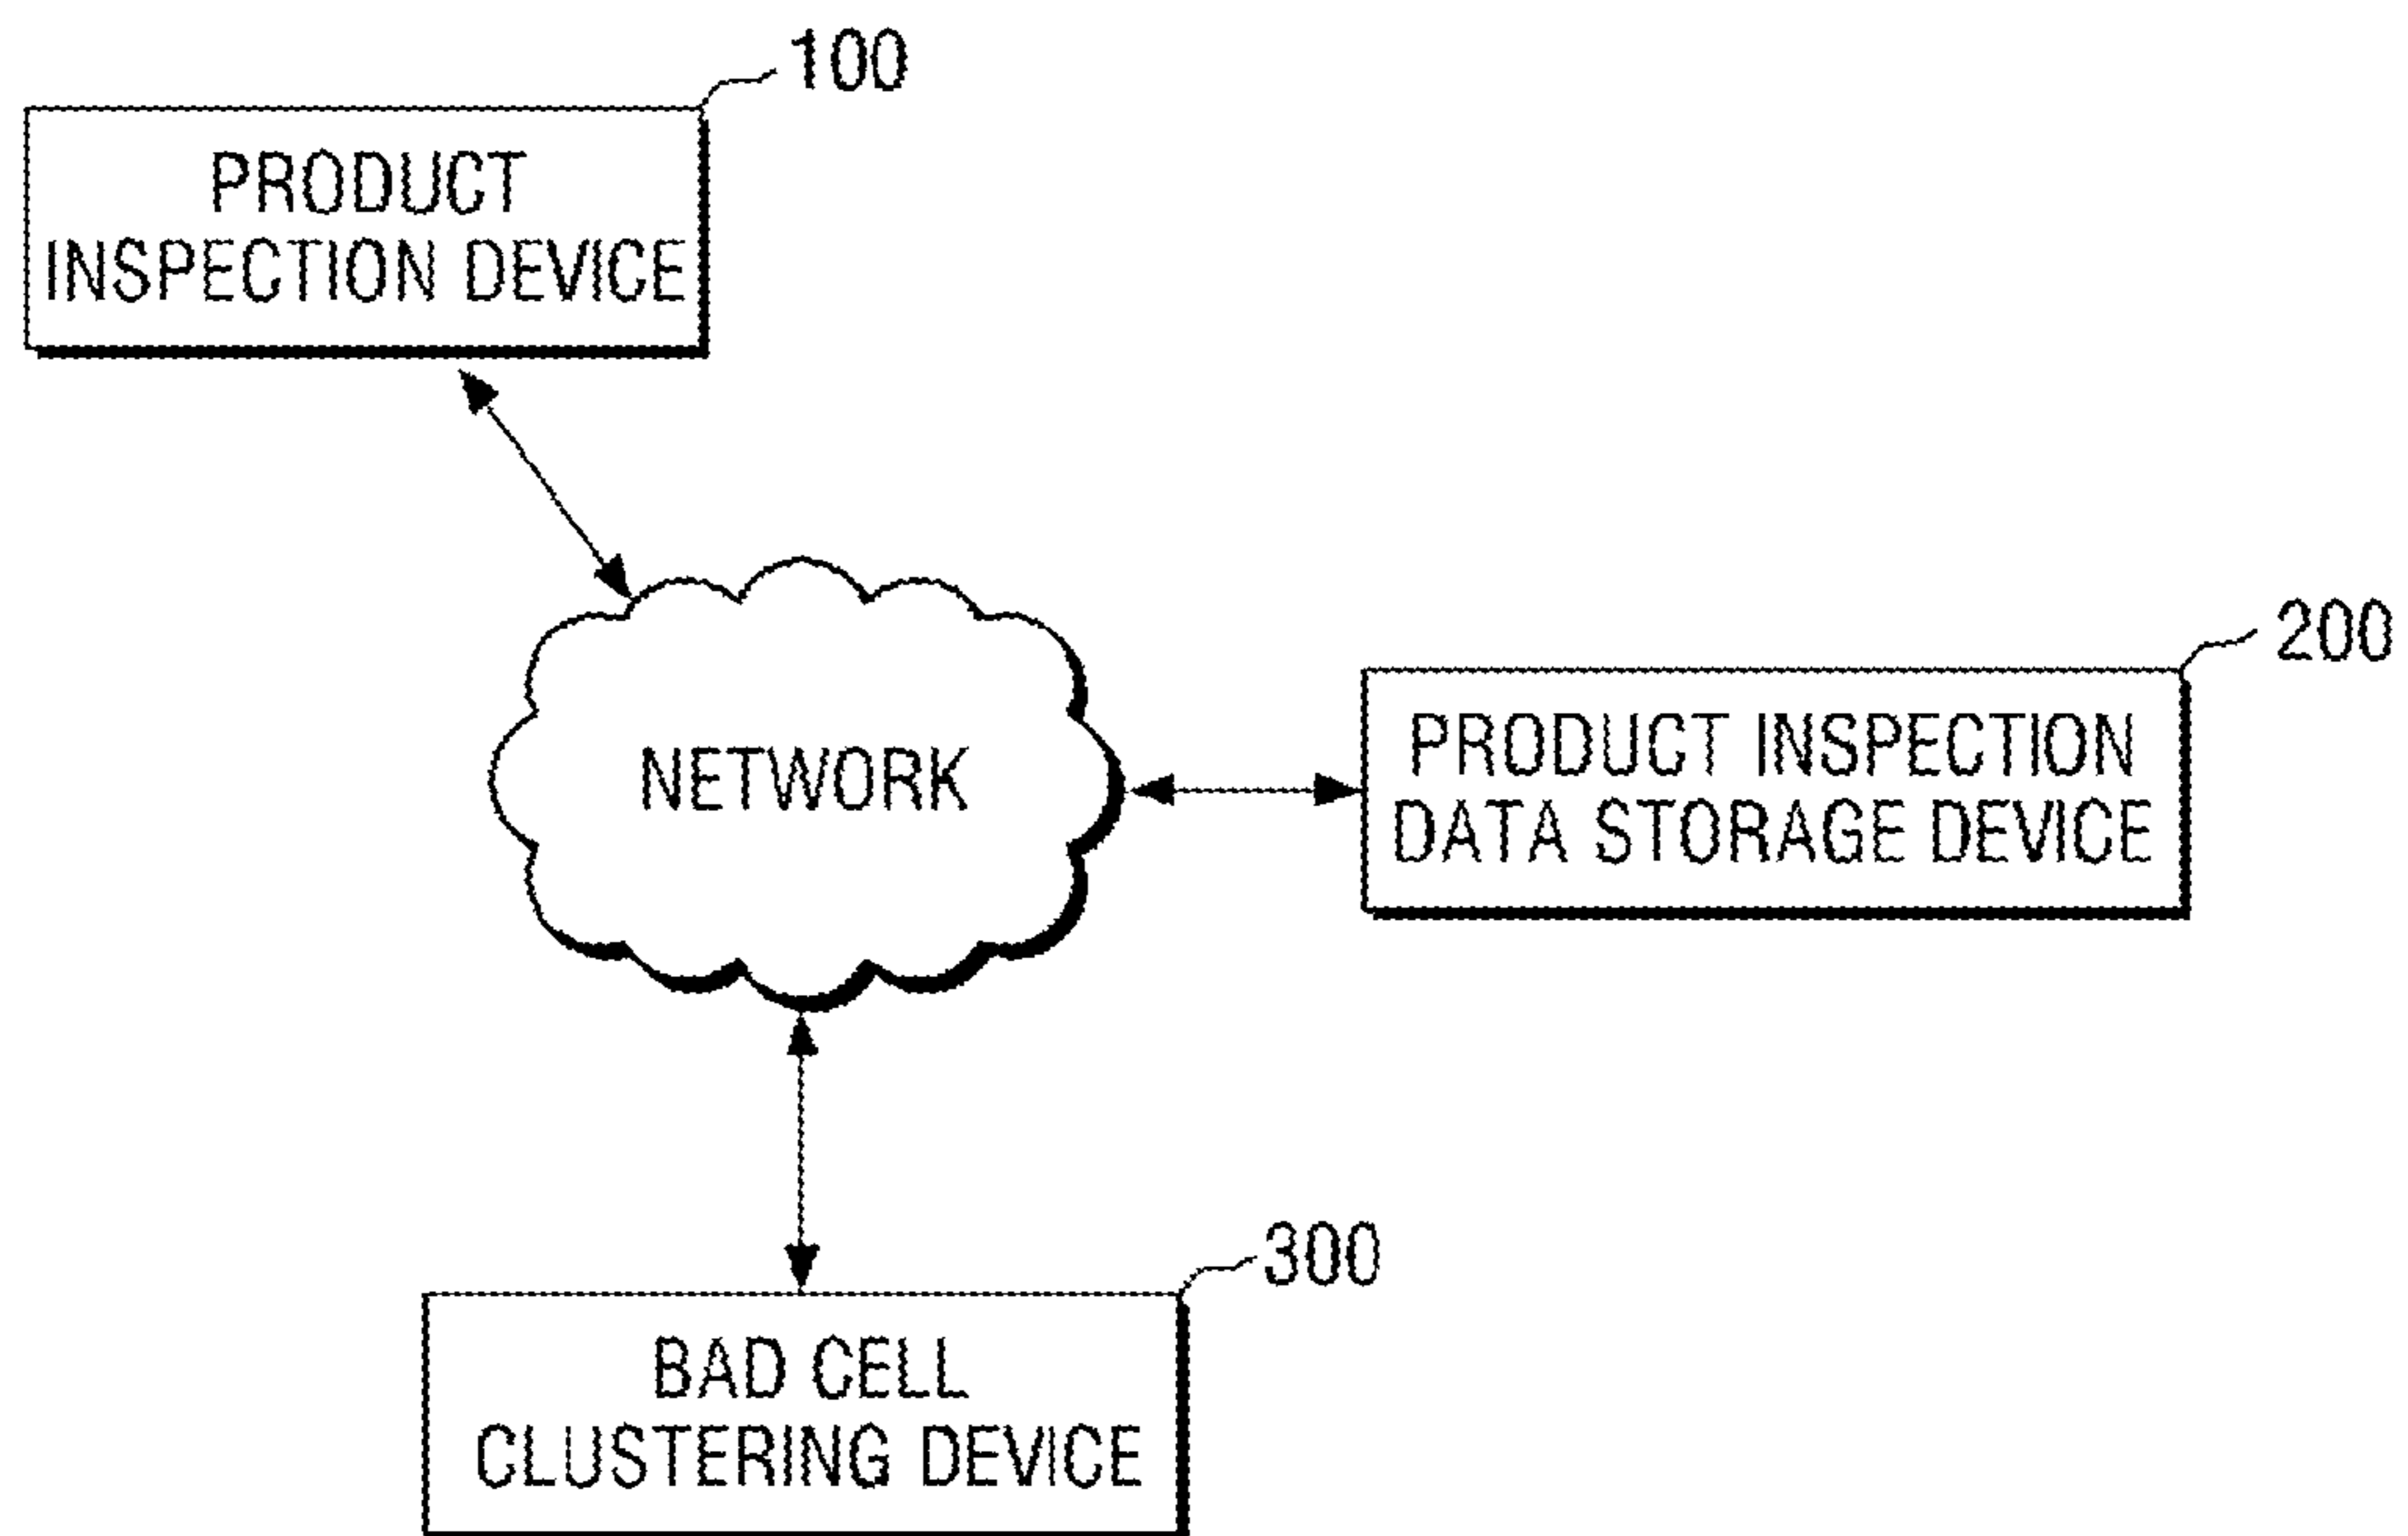 100
PRODUCT
INSPECTION DEVICE
NETWORK
200
PRODUCT INSPECTION
DATA STORAGE DEVICE
300
BAD CELL
CLUSTERING DEVICE